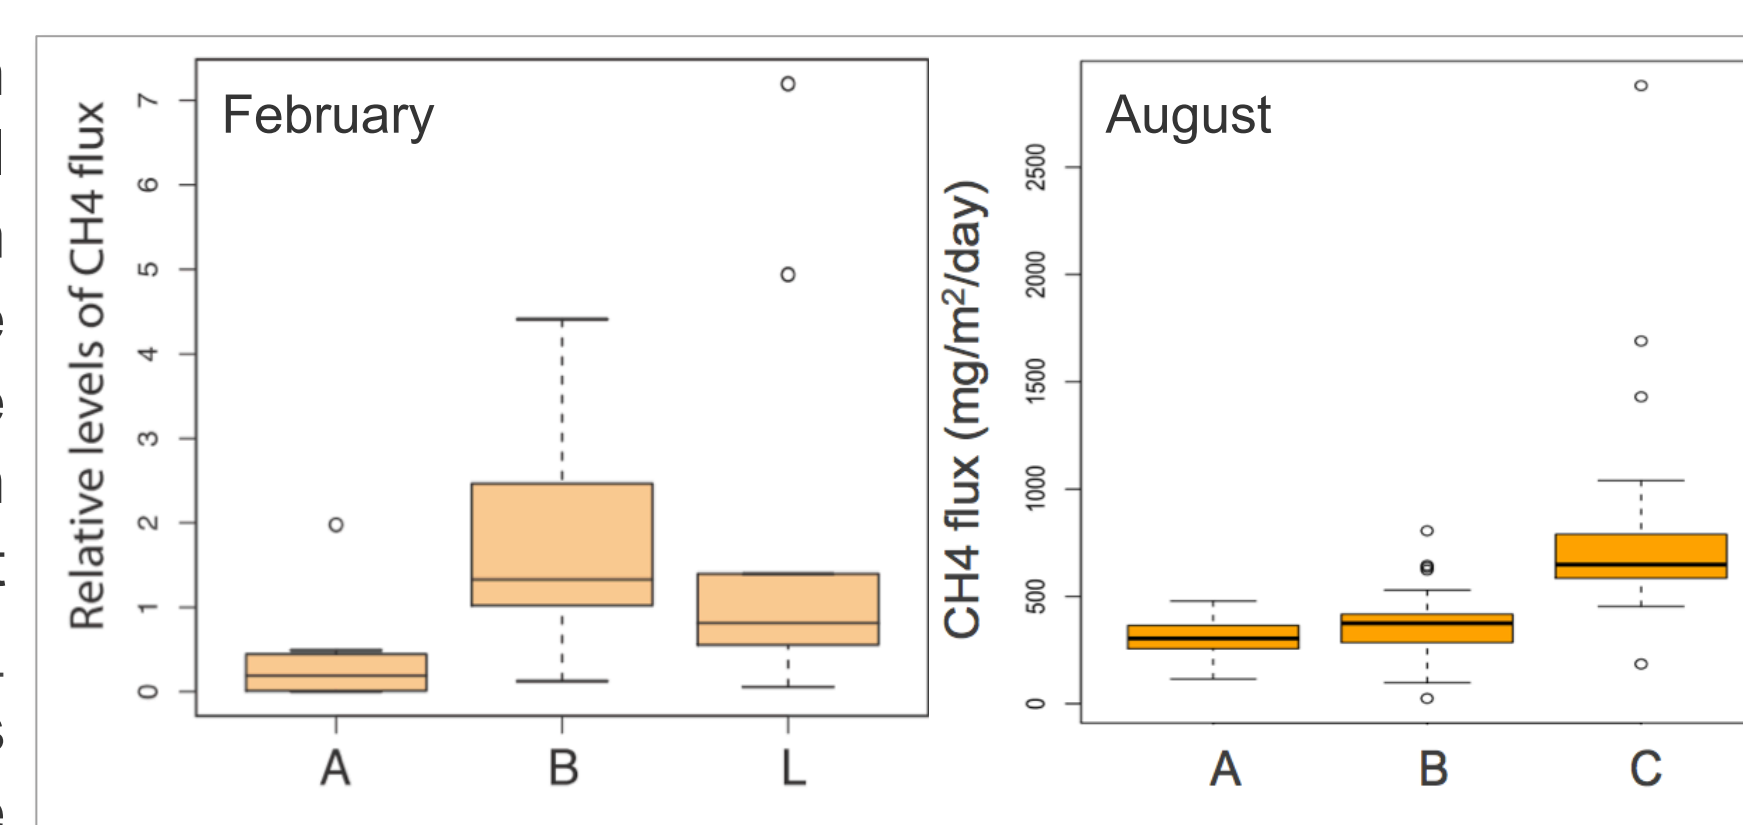 February
Relative levels of CH4 flux
7
6
5
4
3
2
1
0
A B L
August
CH4 flux (mg/m²/day)
2500
2000
1500
1000
500
0
A B C